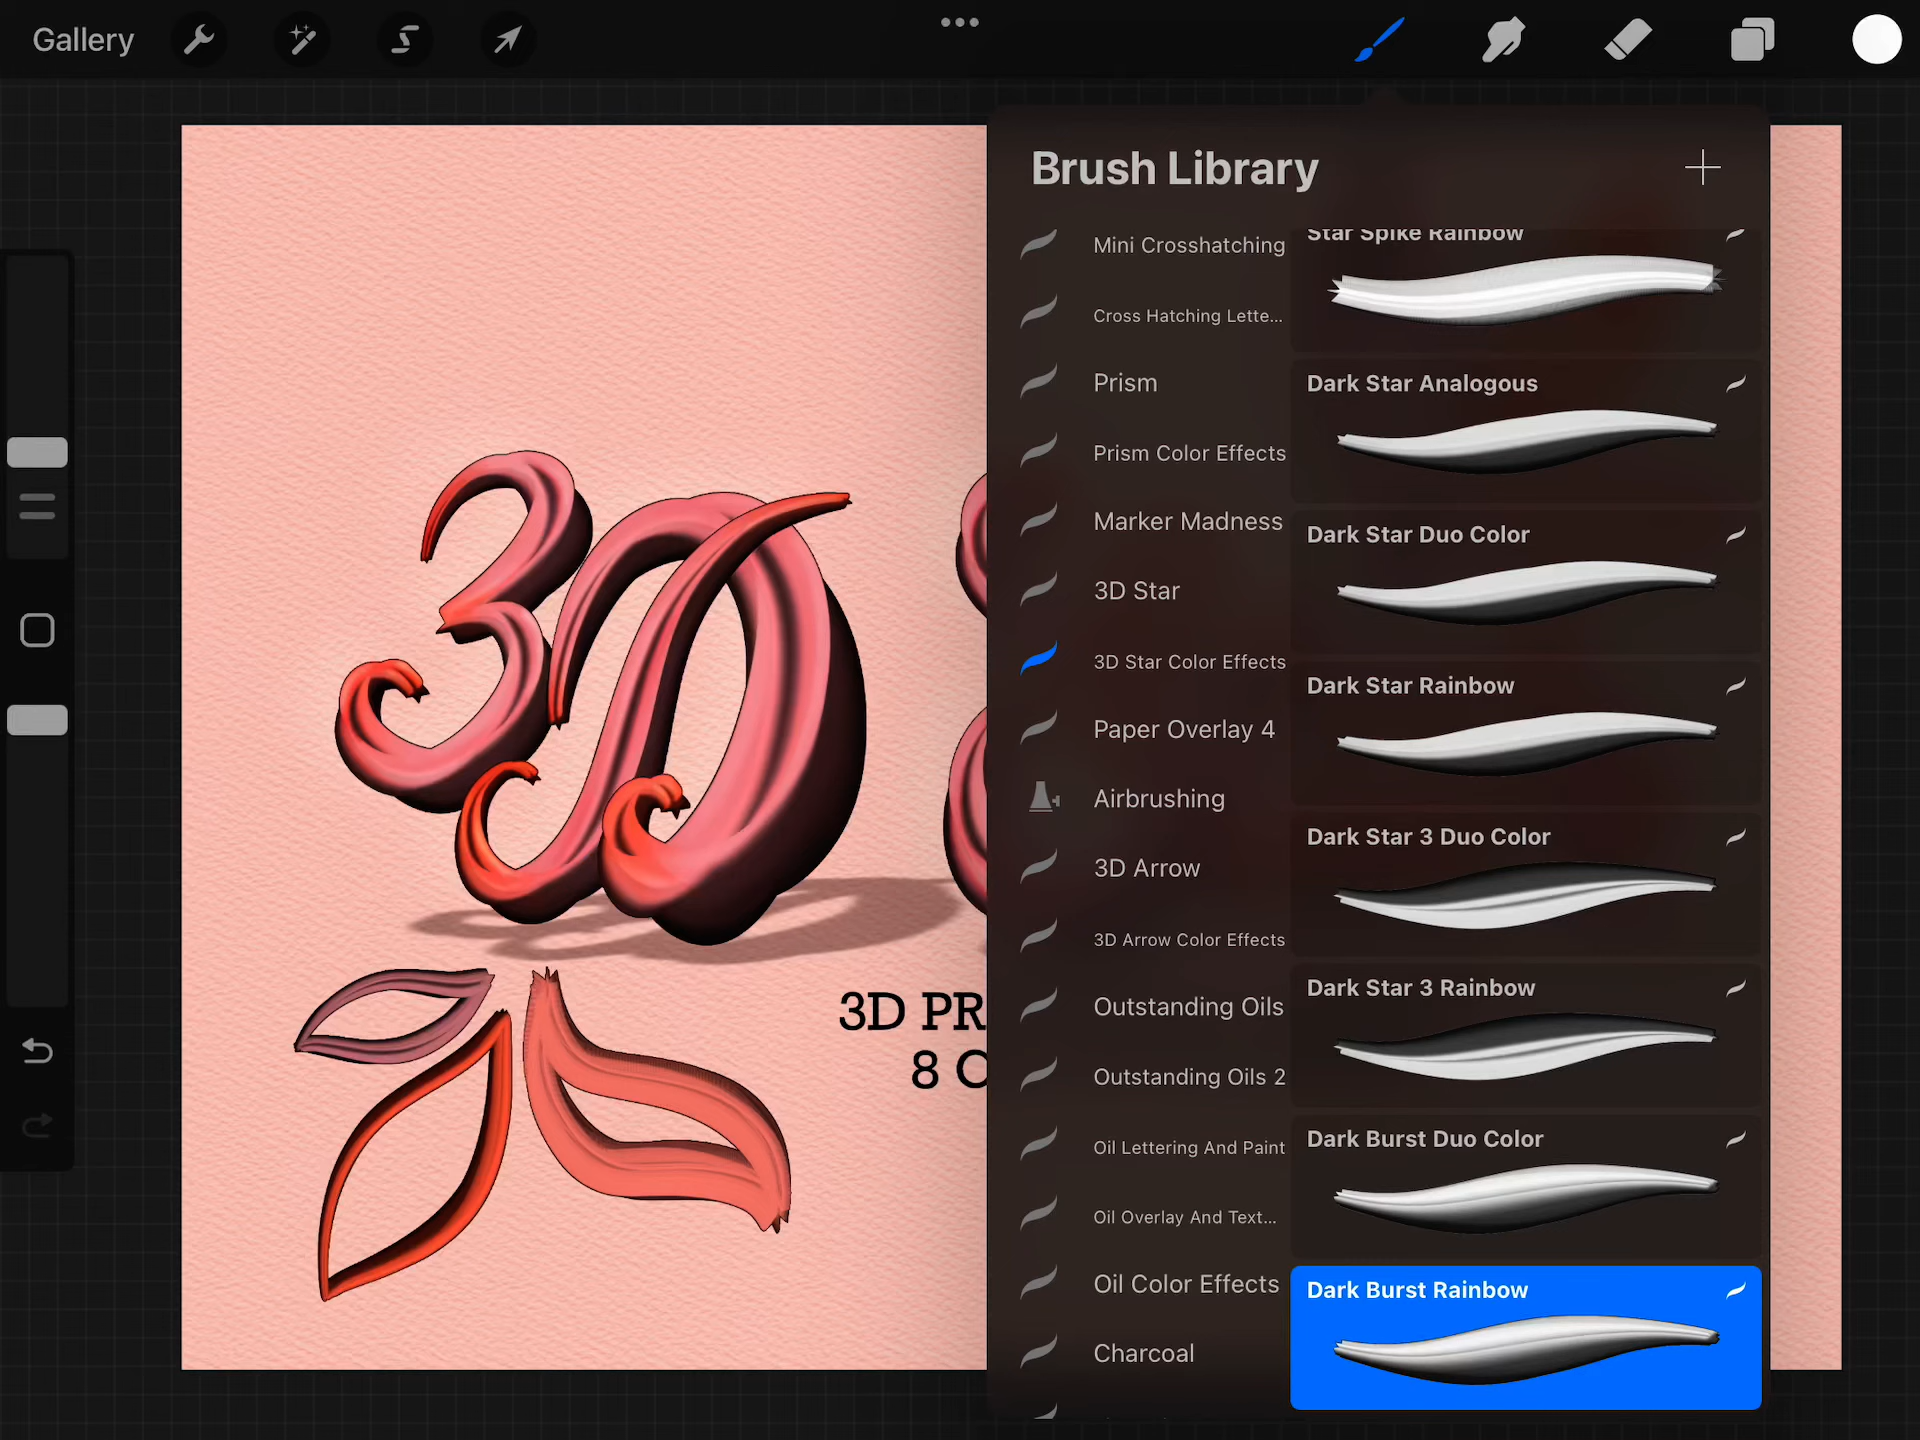 Gallery
Brush Library
Mini Crosshatching
Cross Hatching Lette...
Prism
Prism Color Effects
Marker Madness
3D Star
3D Star Color Effects
Paper Overlay 4
Airbrushing
3D Arrow
3D Arrow Color Effects
Outstanding Oils
Outstanding Oils 2
Oil Lettering And Paint
Oil Overlay And Text...
Oil Color Effects
Charcoal
Star Spike Rainbow
Dark Star Analogous
Dark Star Duo Color
Dark Star Rainbow
Dark Star 3 Duo Color
Dark Star 3 Rainbow
Dark Burst Duo Color
Dark Burst Rainbow
3D
3D PR
8